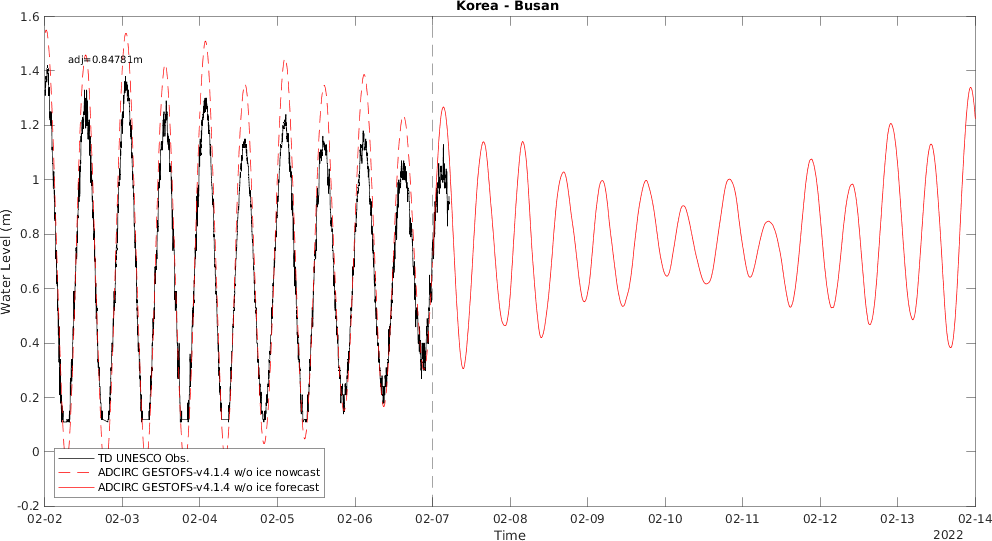 Korea - Busan
1.6
1.4
1.2
1
0.8
0.6
0.4
0.2
0
-0.2
Water Level (m)
adj=0.84781m
TD UNESCO Obs.
ADCIRC GESTOFS-v4.1.4 w/o ice nowcast
ADCIRC GESTOFS-v4.1.4 w/o ice forecast
02-02 02-03 02-04 02-05 02-06 02-07 02-08 02-09 02-10 02-11 02-12 02-13 02-14
Time
2022